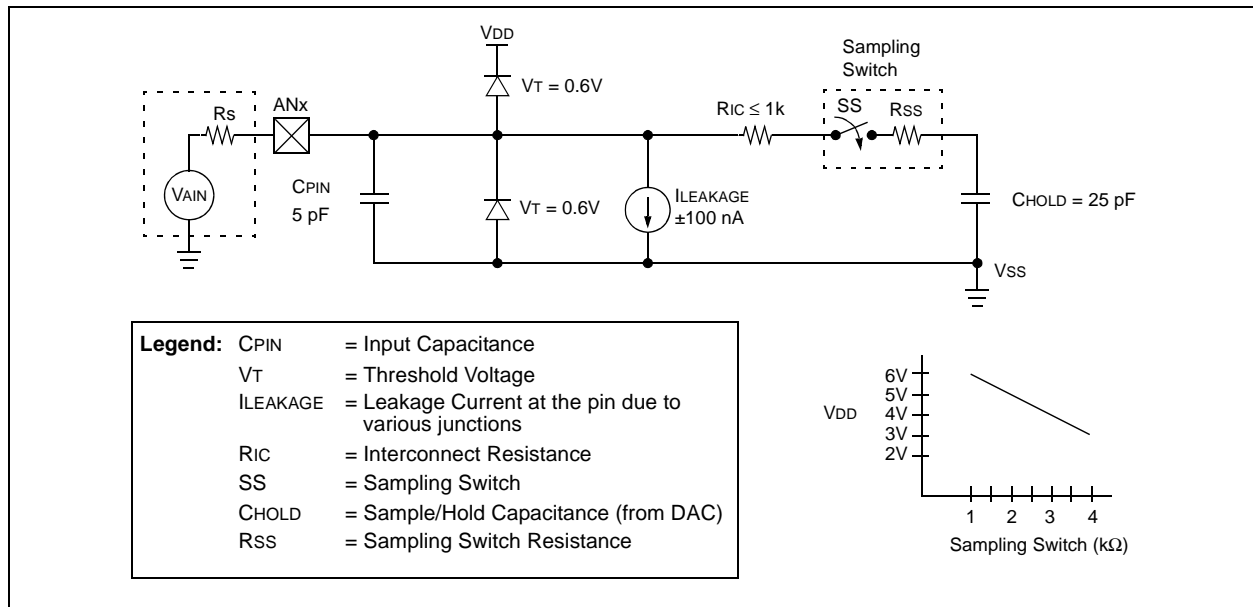 VDD
Sampling
Switch
VT = 0.6V
ANx
Rs
RIC ≤ 1k
SS
RSS
VAIN
CPIN
5 pF
VT = 0.6V
ILEAKAGE
±100 nA
CHOLD = 25 pF
VSS
Legend: CPIN = Input Capacitance
VT = Threshold Voltage
ILEAKAGE = Leakage Current at the pin due to
various junctions
RIC = Interconnect Resistance
SS = Sampling Switch
CHOLD = Sample/Hold Capacitance (from DAC)
RSS = Sampling Switch Resistance
6V
5V
VDD
4V
3V
2V
1 2 3 4
Sampling Switch (kΩ)